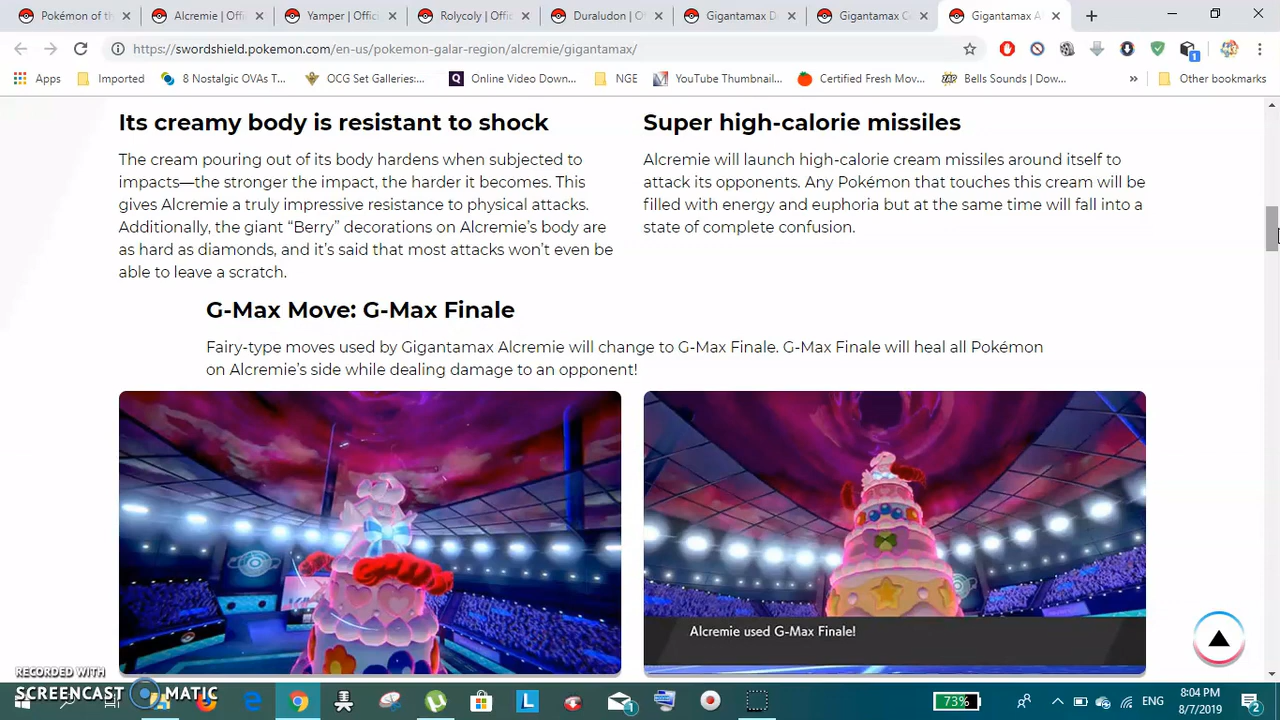 Pokémon of th
Alcremie | Offi
Yamper | Offici
Rolycoly | Offic
Duraludon | O
Gigantamax D
Gigantamax C
Gigantamax A
https://swordshield.pokemon.com/en-us/pokemon-galar-region/alcremie/gigantamax/
Apps
Imported
8 Nostalgic OVAs T...
OCG Set Galleries:...
Online Video Down...
NGE
YouTube Thumbnail...
Certified Fresh Mov...
Bells Sounds | Dow...
Other bookmarks
Its creamy body is resistant to shock
The cream pouring out of its body hardens when subjected to
impacts—the stronger the impact, the harder it becomes. This
gives Alcremie a truly impressive resistance to physical attacks.
Additionally, the giant “Berry” decorations on Alcremie’s body are
as hard as diamonds, and it’s said that most attacks won’t even be
able to leave a scratch.
Super high-calorie missiles
Alcremie will launch high-calorie cream missiles around itself to
attack its opponents. Any Pokémon that touches this cream will be
filled with energy and euphoria but at the same time will fall into a
state of complete confusion.
G-Max Move: G-Max Finale
Fairy-type moves used by Gigantamax Alcremie will change to G-Max Finale. G-Max Finale will heal all Pokémon
on Alcremie’s side while dealing damage to an opponent!
Alcremie used G-Max Finale!
RECORDED WITH
SCREENCAST MATIC
73%
ENG
8:04 PM
8/7/2019